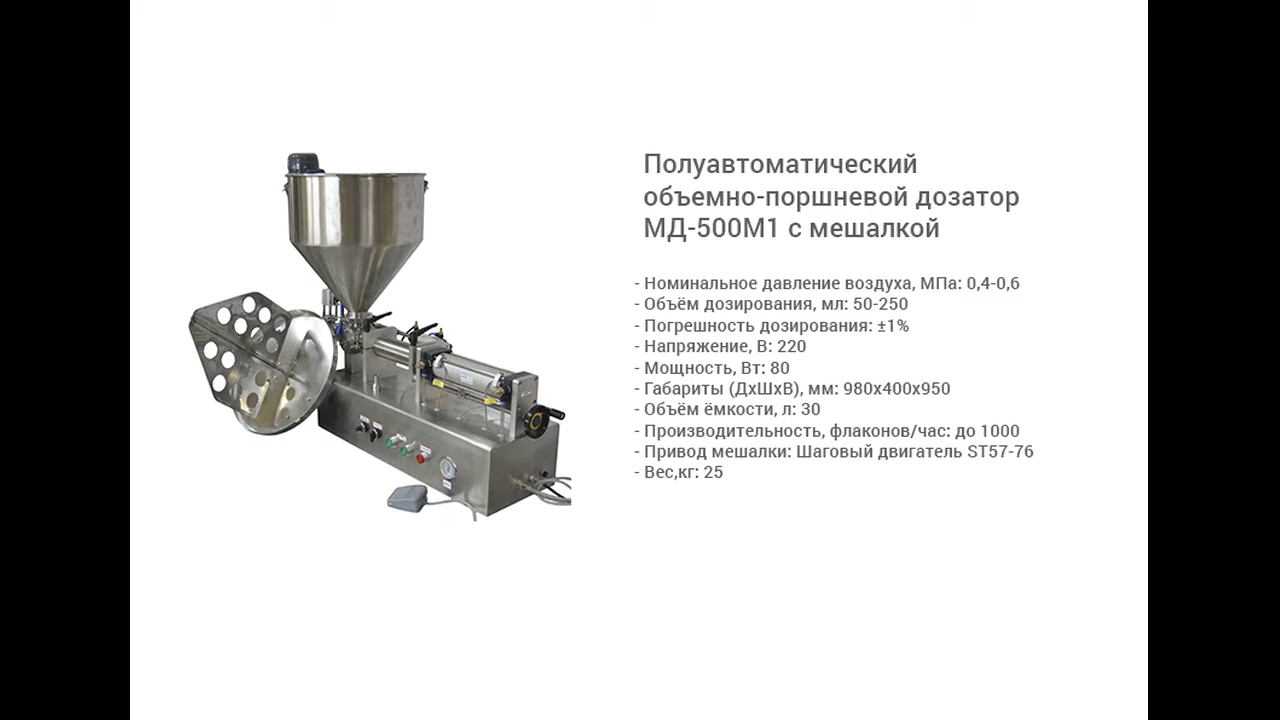 Полуавтоматический
объемно-поршневой дозатор
МД-500М1 с мешалкой
- Номинальное давление воздуха, МПа: 0,4-0,6
- Объём дозирования, мл: 50-250
- Погрешность дозирования: ±1%
- Напряжение, В: 220
- Мощность, Вт: 80
- Габариты (ДхШхВ), мм: 980х400х950
- Объём ёмкости, л: 30
- Производительность, флаконов/час: до 1000
- Привод мешалки: Шаговый двигатель ST57-76
- Вес,кг: 25